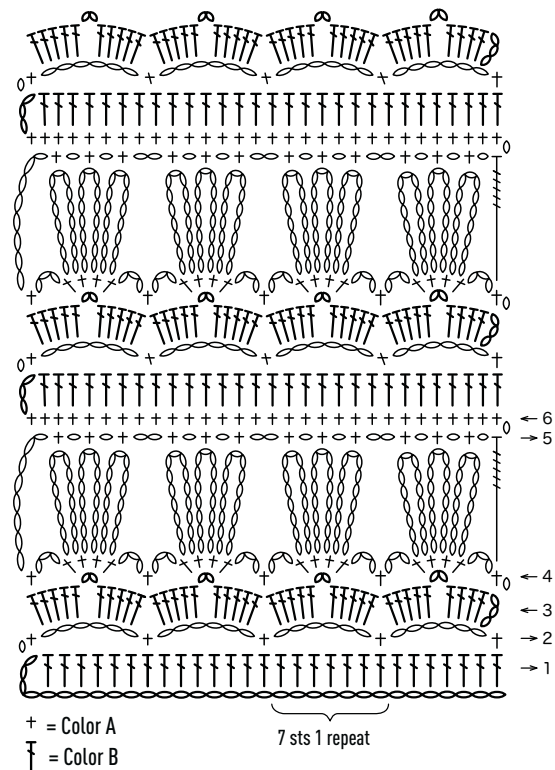 ← 6
→ 5
← 4
← 3
→ 2
→ 1
+ = Color A
= Color B
7 sts 1 repeat